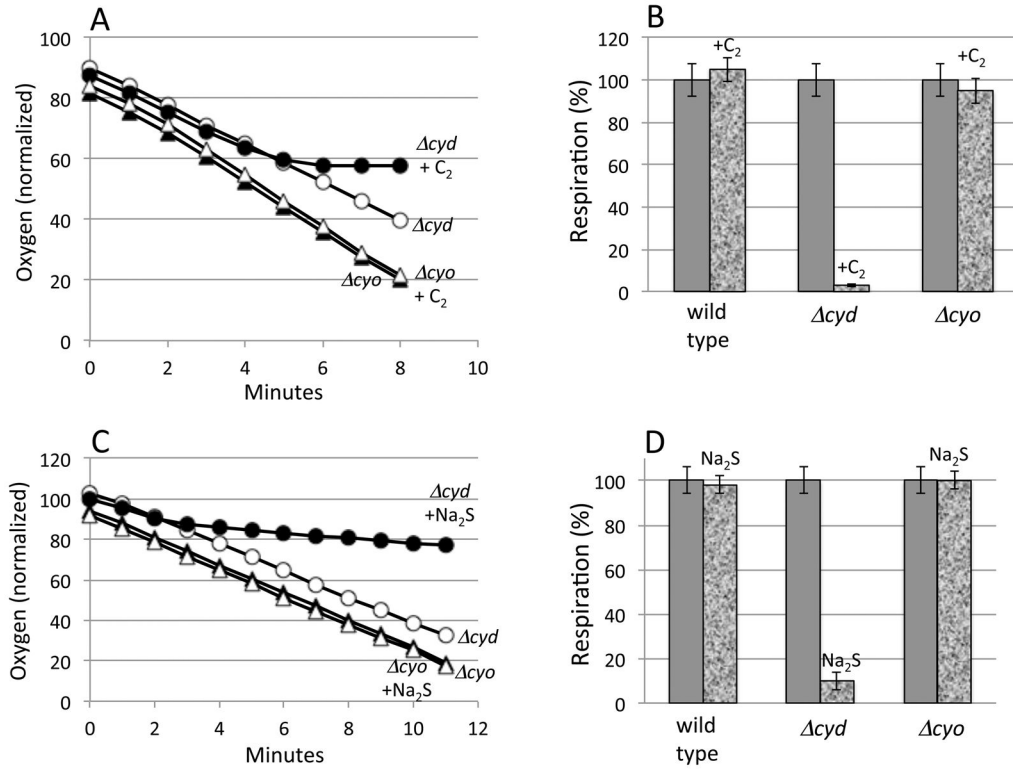 A
Oxygen (normalized)
100
80
60
40
20
0
Δcyd
+ C2
Δcyd
Δcyo
Δcyo
+ C2
0 2 4 6 8 10
Minutes
B
Respiration (%)
120
100
80
60
40
20
0
+C2
+C2
+C2
wild
type
Δcyd
Δcyo
C
Oxygen (normalized)
120
100
80
60
40
20
0
Δcyd
+Na2S
Δcyd
Δcyo
+Na2S
Δcyo
0 2 4 6 8 10 12
Minutes
D
Respiration (%)
100
80
60
40
20
0
Na2S
Na2S
Na2S
wild
type
Δcyd
Δcyo